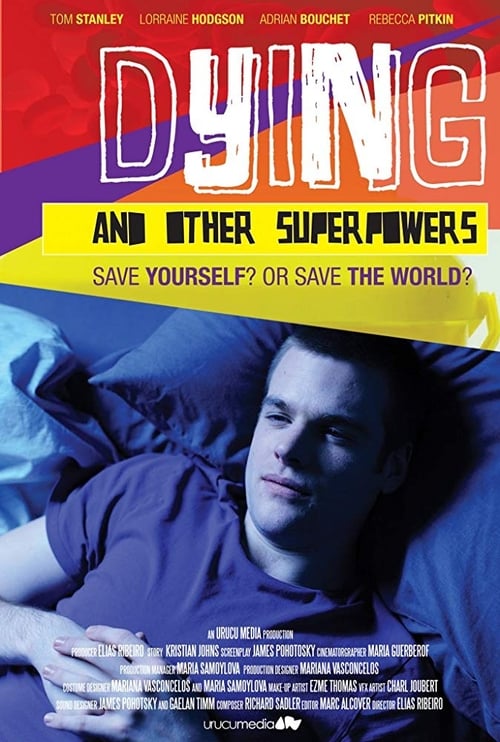 TOM STANLEY LORRAINE HODGSON ADRIAN BOUCHET REBECCA PITKIN
DYING
AND OTHER SUPERPOWERS
SAVE YOURSELF? OR SAVE THE WORLD?
AN URUCU MEDIA PRODUCTION
PRODUCER ELIAS RIBEIRO STORY KRISTIAN JOHNS SCREENPLAY JAMES POHOTOSKY CINEMATORGRAPHER MARIA GUERBEROF
PRODUCTION MANAGER MARIA SAMOYLOVA PRODUCTION DESIGNER MARIANA VASCONCELOS
COSTUME DESIGNER MARIANA VASCONCELOS AND MARIA SAMOYLOVA MAKE-UP ARTIST EZME THOMAS VFX ARTIST CHARL JOUBERT
SOUND DESIGNER JAMES POHOTSKY AND GAELAN TIMM COMPOSER RICHARD SADLER EDITOR MARC ALCOVER DIRECTOR ELIAS RIBEIRO
urucumedia